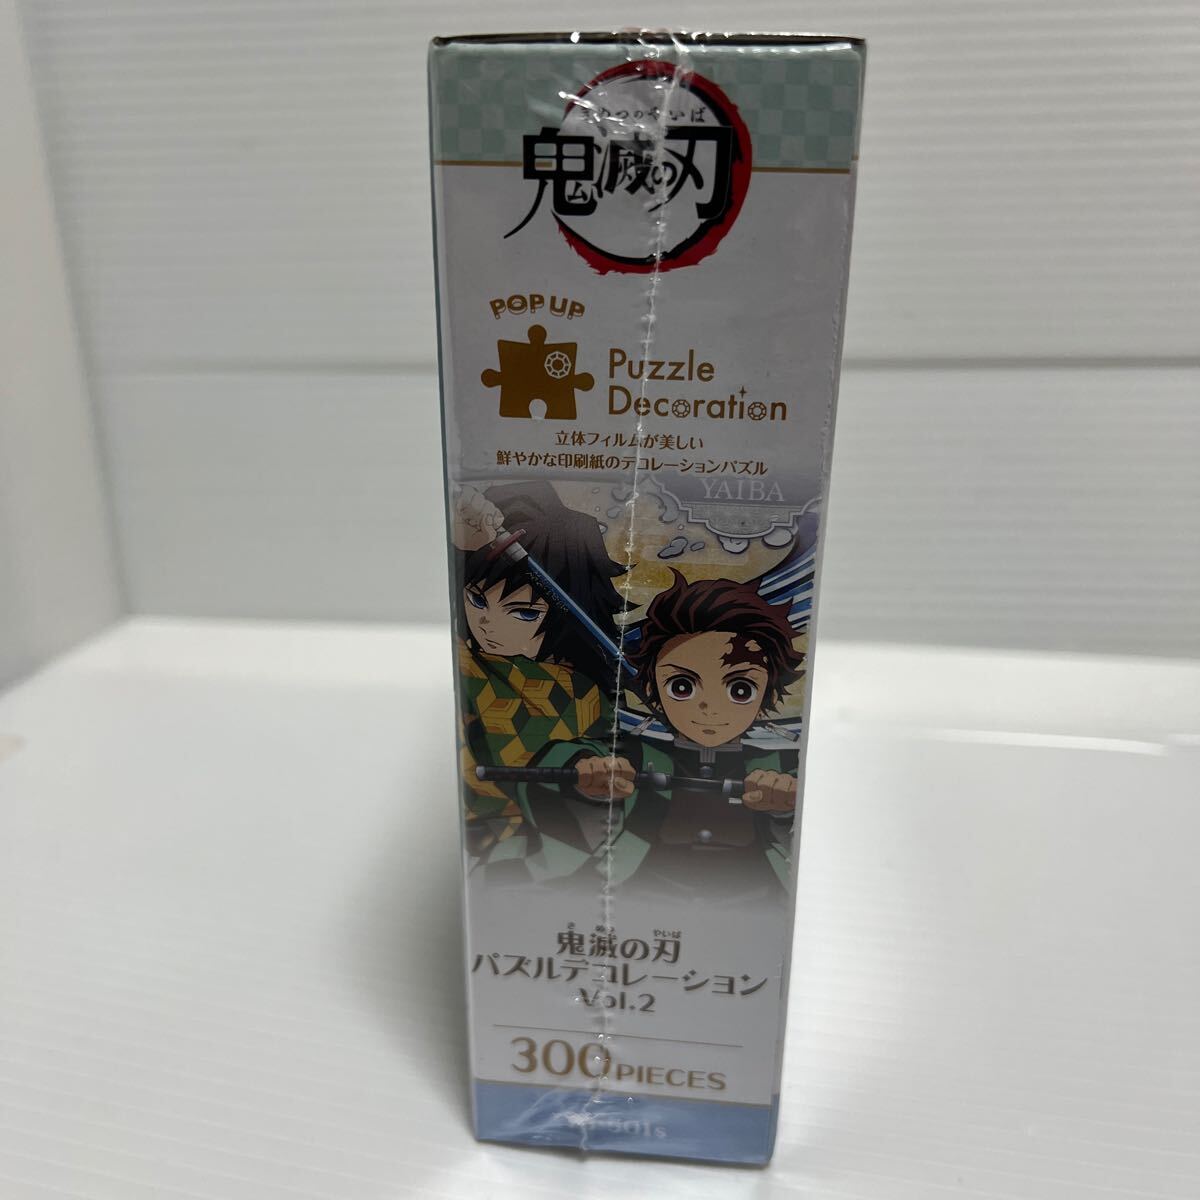 きめつのやいば
鬼滅の刃
POP UP
Puzzle
Decoration
立体フィルムが美しい
鮮やかな印刷紙のデコレーションパズル
YAIBA
き めつ やいば
鬼滅の刃
パズルデコレーション
Vol.2
300 PIECES